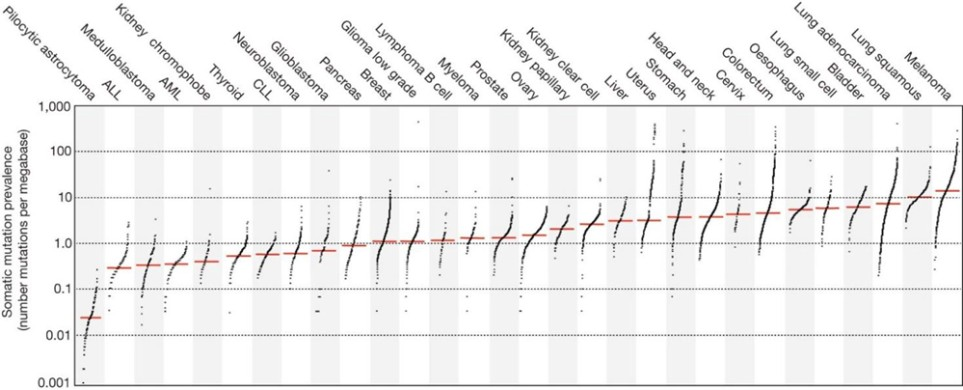 Pilocytic astrocytoma
ALL
Medulloblastoma
AML
Kidney chromophobe
Thyroid
CLL
Neuroblastoma
Glioblastoma
Pancreas
Breast
Glioma low grade
Lymphoma B cell
Myeloma
Prostate
Ovary
Kidney papillary
Kidney clear cell
Liver
Uterus
Stomach
Head and neck
Cervix
Colorectum
Oesophagus
Lung small cell
Bladder
Lung adenocarcinoma
Lung squamous
Melanoma
Somatic mutation prevalence
(number mutations per megabase)
1,000
100
10
1.0
0.1
0.01
0.001